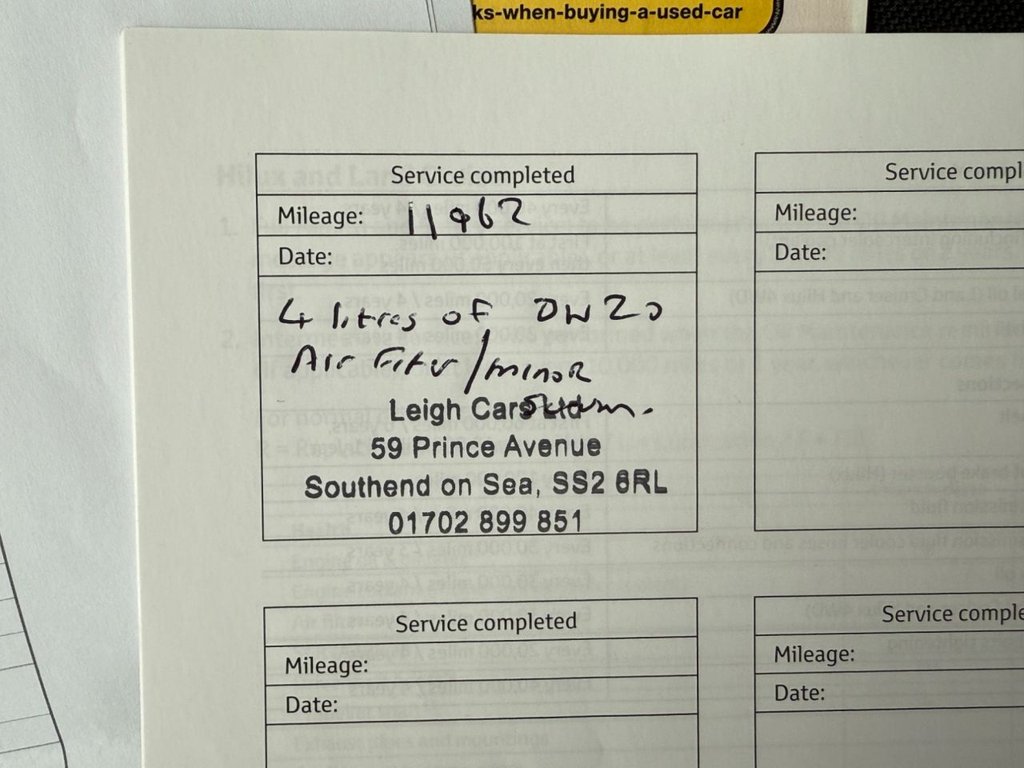 ks-when-buying-a-used-car
Service completed
Mileage: 11962
Date:
4 litres of 0W20
Air Filter/minor
Leigh Cars
59 Prince Avenue
Southend on Sea, SS2 6RL
01702 899 851
Service compl
Mileage:
Date:
Service completed
Mileage:
Date:
Service comple
Mileage:
Date: